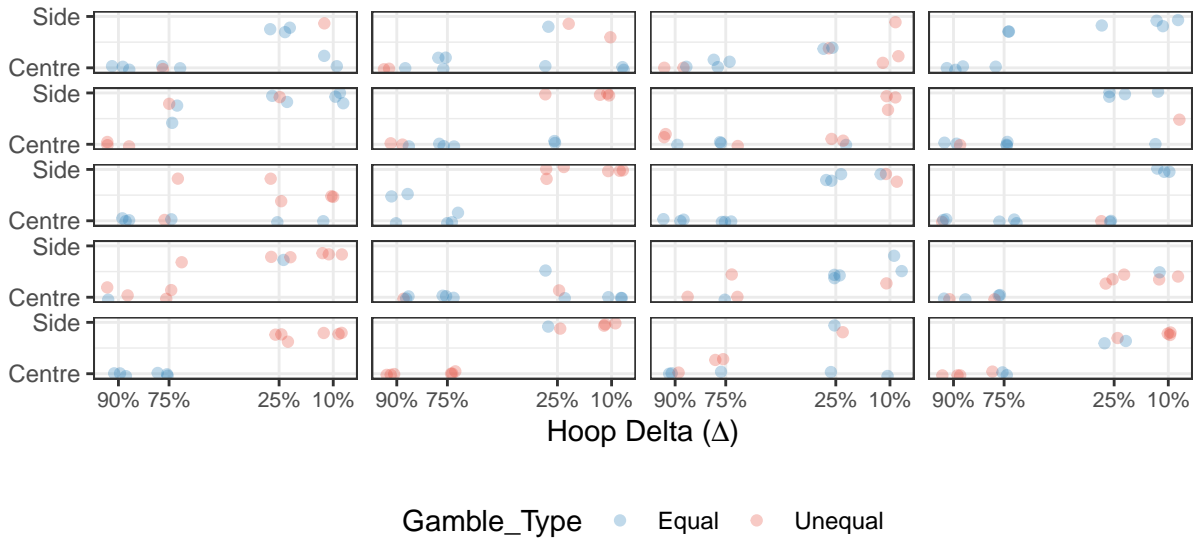 Side
Centre
Side
Centre
Side
Centre
Side
Centre
Side
Centre
90% 75% 25% 10% 90% 75% 25% 10% 90% 75% 25% 10% 90% 75% 25% 10%
Hoop Delta (Δ)
Gamble_Type Equal Unequal